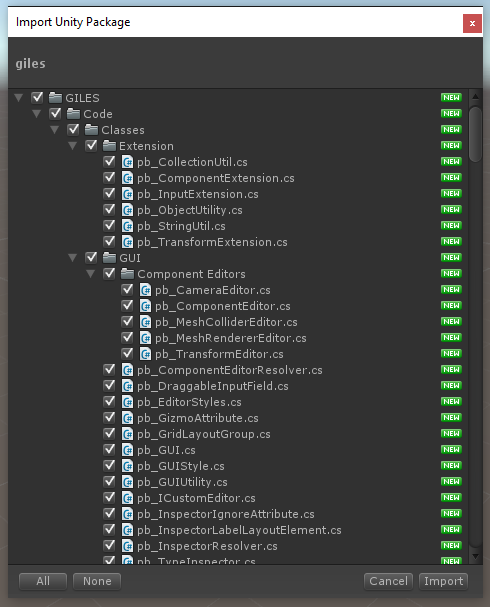 Import Unity Package x
giles
GILES NEW
Code NEW
Classes NEW
Extension NEW
pb_CollectionUtil.cs NEW
pb_ComponentExtension.cs NEW
pb_InputExtension.cs NEW
pb_ObjectUtility.cs NEW
pb_StringUtil.cs NEW
pb_TransformExtension.cs NEW
GUI NEW
Component Editors NEW
pb_CameraEditor.cs NEW
pb_ComponentEditor.cs NEW
pb_MeshColliderEditor.cs NEW
pb_MeshRendererEditor.cs NEW
pb_TransformEditor.cs NEW
pb_ComponentEditorResolver.cs NEW
pb_DraggableInputField.cs NEW
pb_EditorStyles.cs NEW
pb_GizmoAttribute.cs NEW
pb_GridLayoutGroup.cs NEW
pb_GUI.cs NEW
pb_GUIStyle.cs NEW
pb_GUIUtility.cs NEW
pb_ICustomEditor.cs NEW
pb_InspectorIgnoreAttribute.cs NEW
pb_InspectorLabelLayoutElement.cs NEW
pb_InspectorResolver.cs NEW
pb_TypeInspector.cs NEW
All None Cancel Import